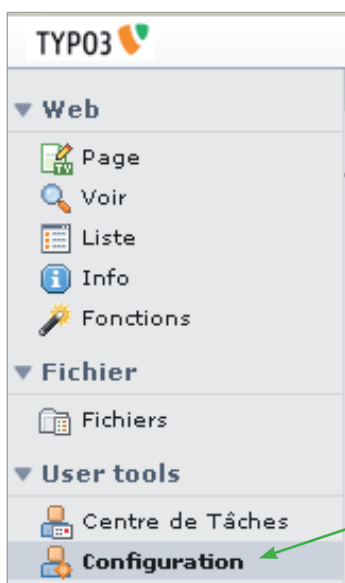 TYPO3
Web
Page
Voir
Liste
Info
Fonctions
Fichier
Fichiers
User tools
Centre de Tâches
Configuration